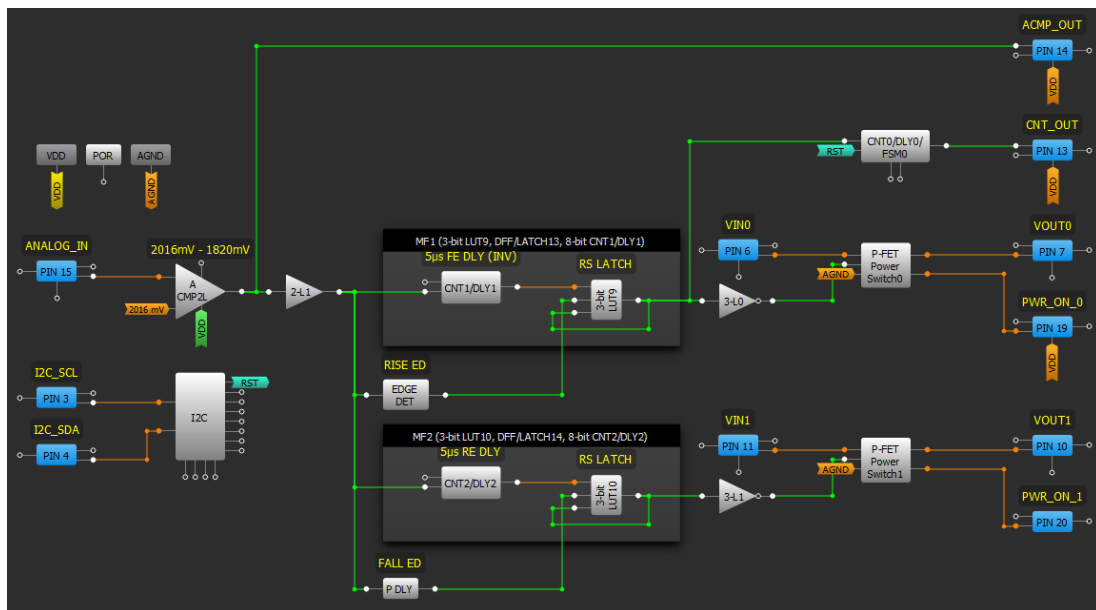 ACMP_OUT
PIN 14
VDD
CNT_OUT
CNT0/DLY0/
FSM0
RST
PIN 13
VDD
POR
AGND
VDD
AGND
ANALOG_IN
PIN 15
2016mV - 1820mV
A
CMP2L
2016 mV
VDD
2-L1
MF1 (3-bit LUT9, DFF/LATCH13, 8-bit CNT1/DLY1)
5µs FE DLY (INV)
CNT1/DLY1
RS LATCH
3-bit
LUT9
VIN0
PIN 6
3-L0
AGND
P-FET
Power
Switch0
VOUT0
PIN 7
PWR_ON_0
PIN 19
VDD
I2C_SCL
PIN 3
I2C_SDA
PIN 4
I2C
RST
RISE ED
EDGE
DET
MF2 (3-bit LUT10, DFF/LATCH14, 8-bit CNT2/DLY2)
5µs RE DLY
CNT2/DLY2
RS LATCH
3-bit
LUT10
VIN1
PIN 11
3-L1
AGND
P-FET
Power
Switch1
VOUT1
PIN 10
PWR_ON_1
PIN 20
FALL ED
P DLY